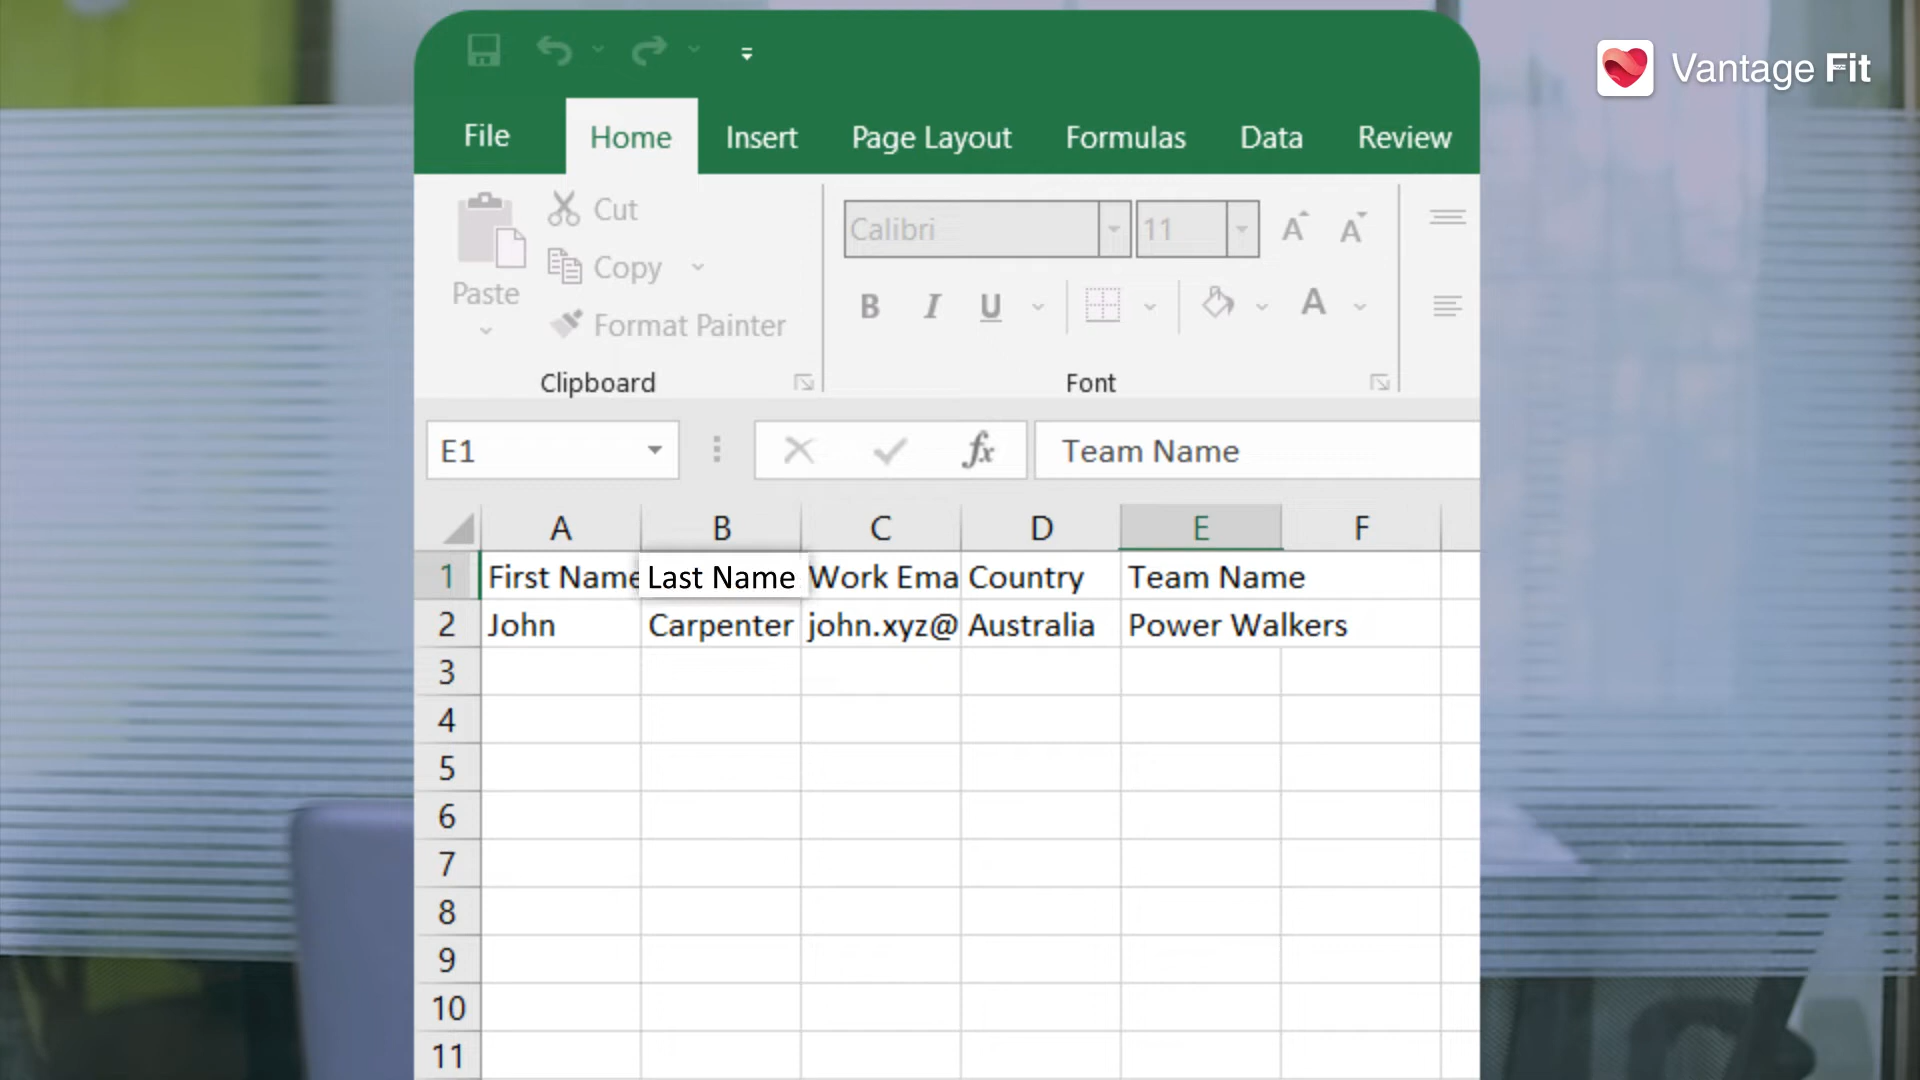 Vantage Fit
File Home Insert Page Layout Formulas Data Review
Paste
Cut
Copy
Format Painter
Clipboard
Calibri 11
A A
B I U A
Font
E1 fx Team Name
A B C D E F
1 First Name Last Name Work Ema Country Team Name
2 John Carpenter john.xyz@ Australia Power Walkers
3
4
5
6
7
8
9
10
11